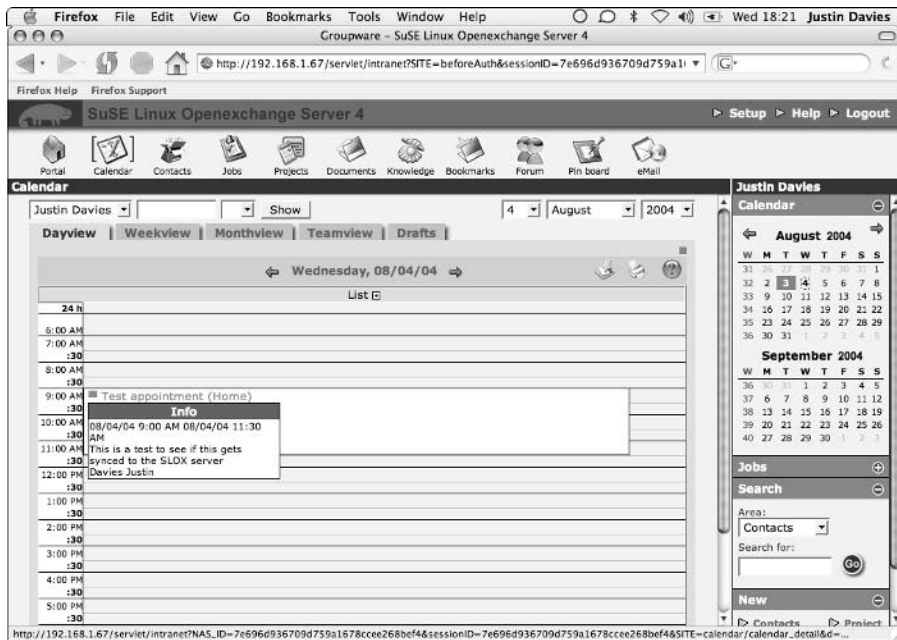 Firefox File Edit View Go Bookmarks Tools Window Help Wed 18:21 Justin Davies
Groupware – SuSE Linux Openexchange Server 4
http://192.168.1.67/servlet/intranet?SITE=beforeAuth&sessionID=7e696d936709d759a1
G
Firefox Help Firefox Support
SuSE Linux Openexchange Server 4 Setup Help Logout
Portal Calendar Contacts Jobs Projects Documents Knowledge Bookmarks Forum Pin board eMail
Calendar Justin Davies
Justin Davies Show 4 August 2004
Dayview | Weekview | Monthview | Teamview | Drafts |
Wednesday, 08/04/04
List
24 h
6:00 AM
7:00 AM
:30
8:00 AM
:30
9:00 AM Test appointment (Home)
:30 Info
10:00 AM 08/04/04 9:00 AM 08/04/04 11:30
:30 AM
11:00 AM This is a test to see if this gets
:30 synced to the SLOX server
Davies Justin
12:00 PM
:30
1:00 PM
:30
2:00 PM
:30
3:00 PM
:30
4:00 PM
:30
5:00 PM
:30
Calendar
August 2004
W M T W T F S S
31 26 27 28 29 30 31 1
32 2 3 4 5 6 7 8
33 9 10 11 12 13 14 15
34 16 17 18 19 20 21 22
35 23 24 25 26 27 28 29
36 30 31 1 2 3 4 5
September 2004
W M T W T F S S
36 30 31 1 2 3 4 5
37 6 7 8 9 10 11 12
38 13 14 15 16 17 18 19
39 20 21 22 23 24 25 26
40 27 28 29 30 1 2 3
Jobs
Search
Area:
Contacts
Search for:
Go
New
Contacts Project
http://192.168.1.67/servlet/intranet?NAS_ID=7e696d936709d759a1678ccee268bef4&sessionID=7e696d936709d759a1678ccee268bef4&SITE=calendar/calendar_detail&d=...